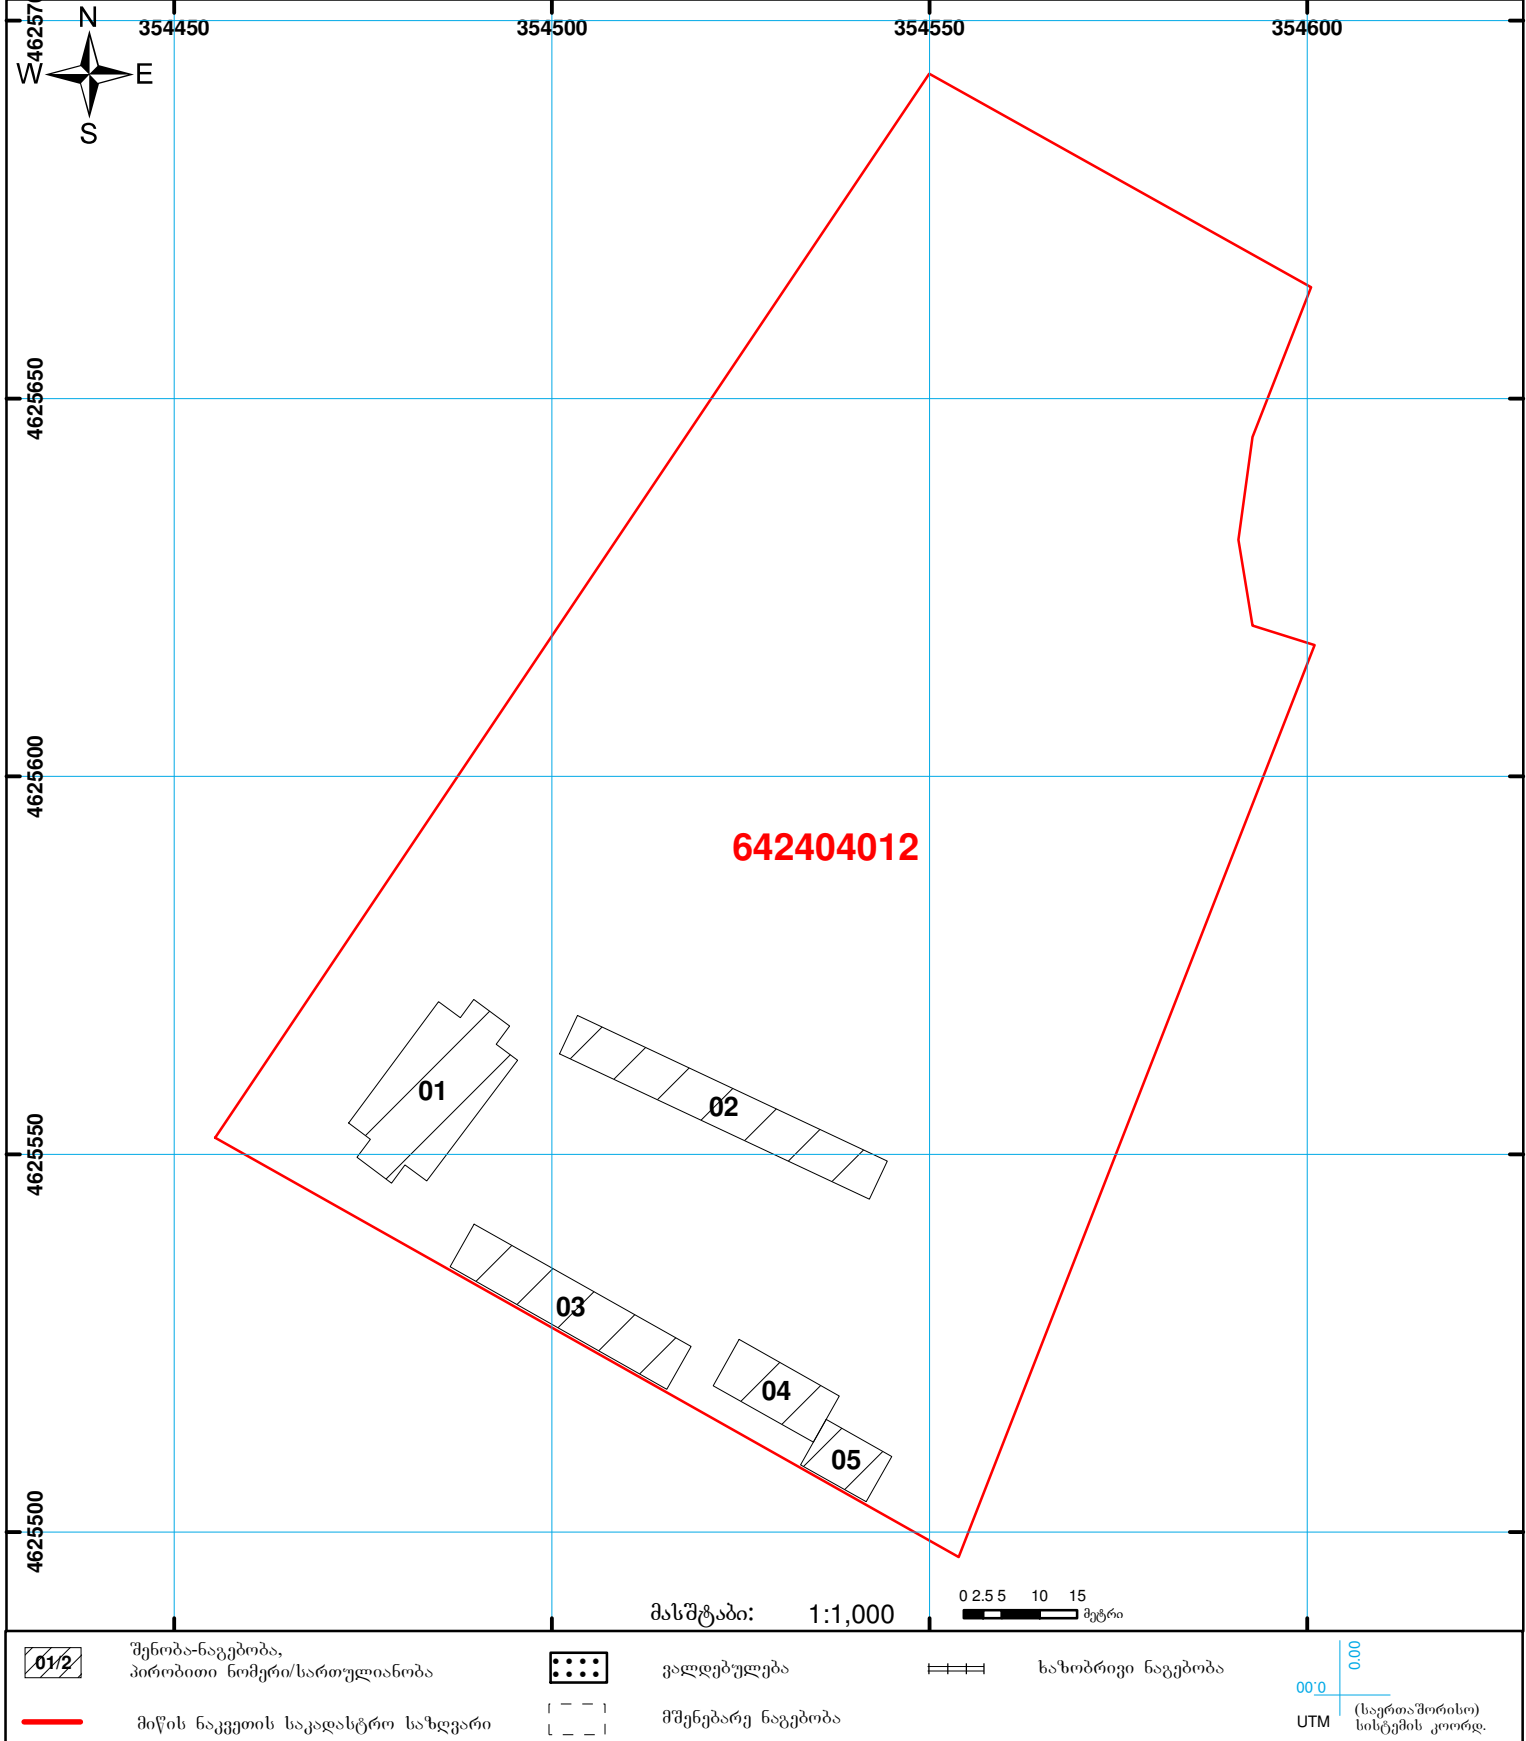 N
W E
S
354450 354500 354550 354600
462570
4625650
4625600
4625550
4625500
642404012
01
02
03
04
05
მასშტაბი: 1:1,000
0 2.5 5 10 15
მეტრი
01/2
შენობა-ნაგებობა,
პირობითი ნომერი/სართულიანობა
ვალდებულება
ხაზობრივი ნაგებობა
მიწის ნაკვეთის საკადასტრო საზღვარი
მშენებარე ნაგებობა
00.0
00.0
UTM
(საერთაშორისო)
სისტემის კოორდ.